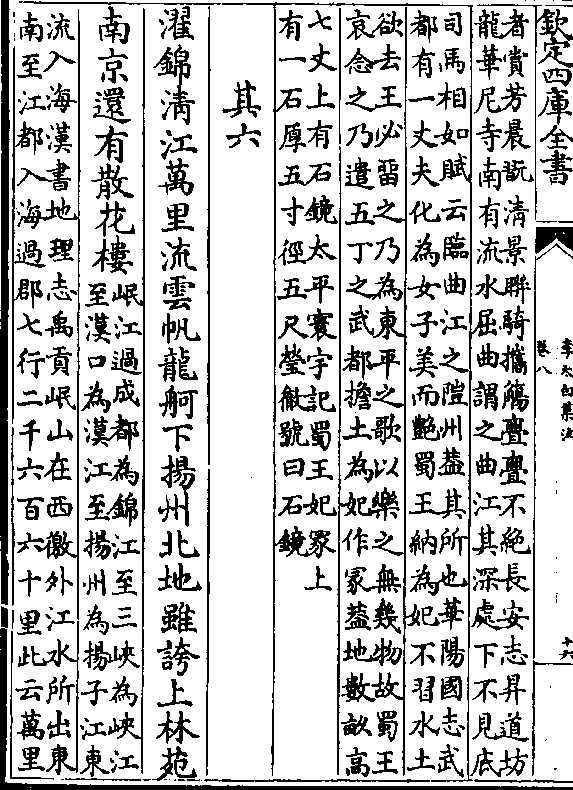 欽定四庫全書
李太白集注
卷八
十六
者賞芳晨翫清景聯騎攜觴亹亹不絕長安志昇道坊
龍華尼寺南有流水屈曲謂之曲江其深處下不見底
司馬相如賦云臨曲江之隑州葢其所也華陽國志武
都有一丈夫化為女子美而艷蜀王納為妃不習水土
欲去王必留之乃為東平之歌以樂之無幾物故蜀王
哀念之乃遣五丁之武都擔土為妃作冢葢地數畝高
七丈上有石鏡太平寰宇記蜀王妃冢上
有一石厚五寸徑五尺瑩徹號曰石鏡
其六
濯錦清江萬里流雲帆龍舸下揚州北地雖誇上林苑
南京還有散花樓
岷江過成都為錦江至三峽為峽江
至漢口為漢江至揚州為揚子江東
流入海漢書地理志禹貢岷山在西徼外江水所出東
南至江都入海過郡七行二千六百六十里此云萬里